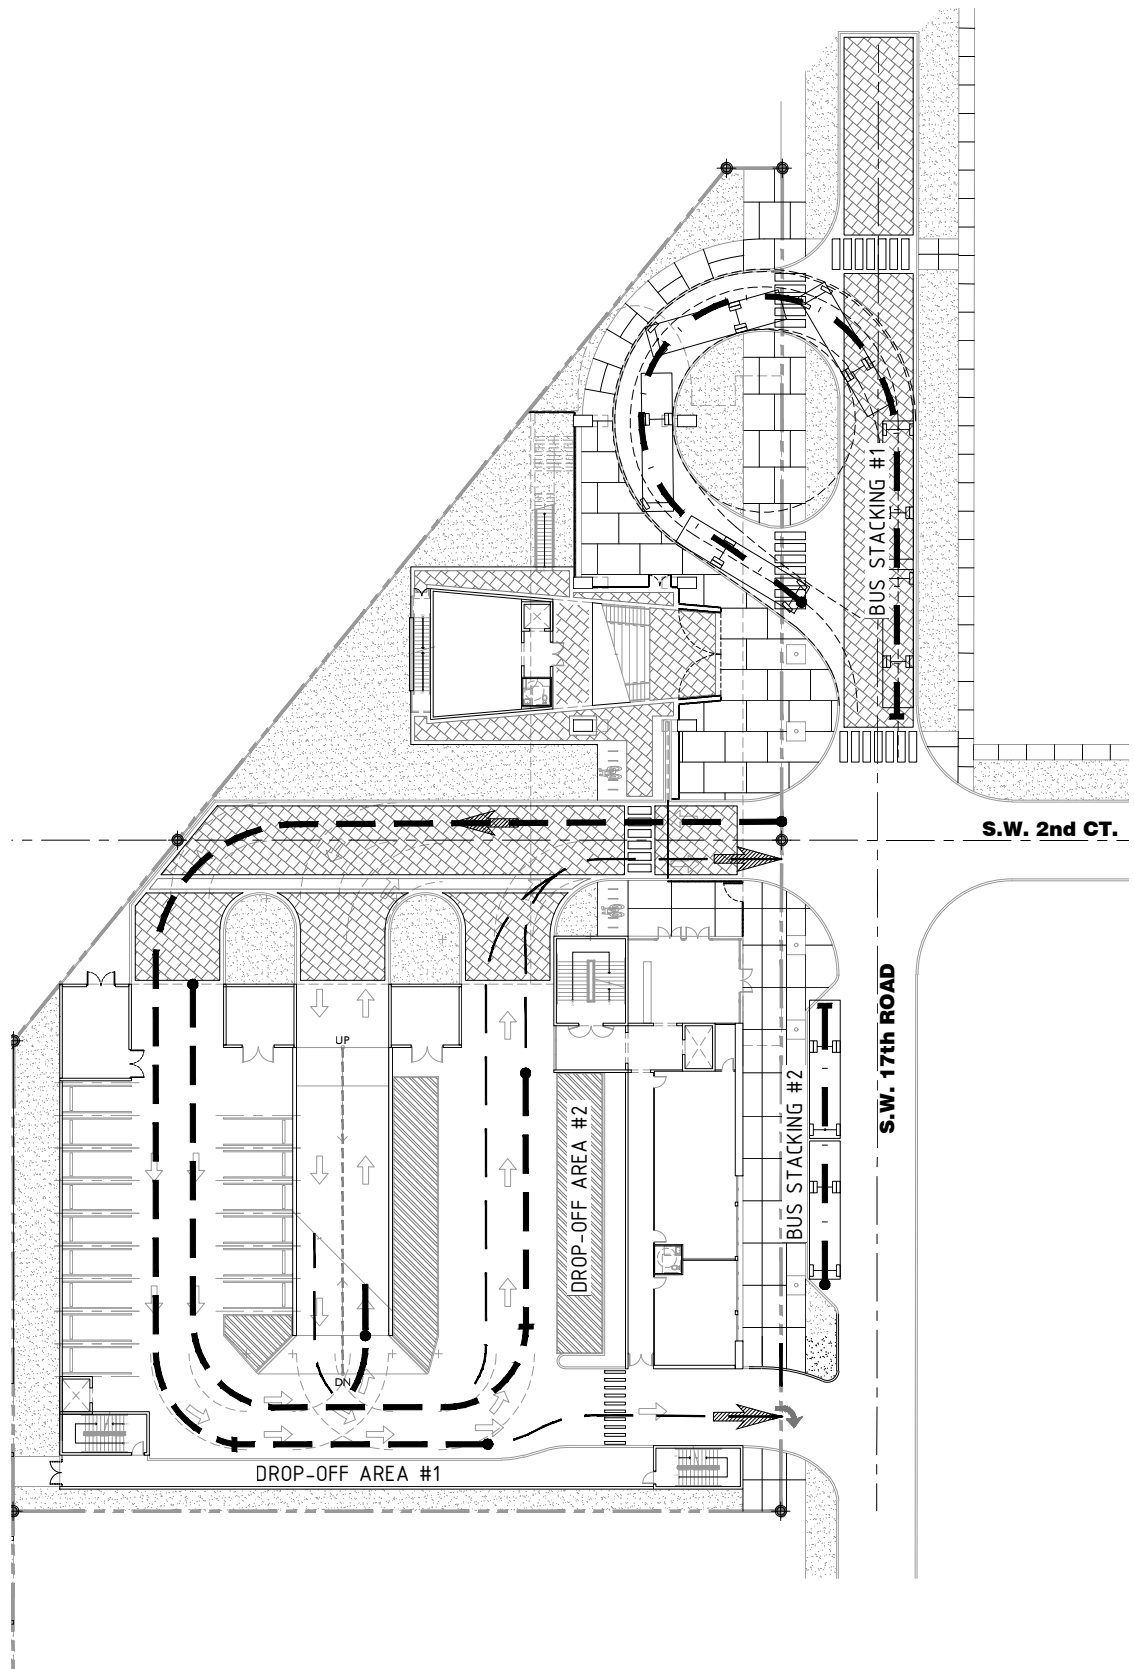 BUS STACKING #1
S.W. 2nd CT.
S.W. 17th ROAD
UP
BUS STACKING #2
DROP-OFF AREA #2
DN
DROP-OFF AREA #1